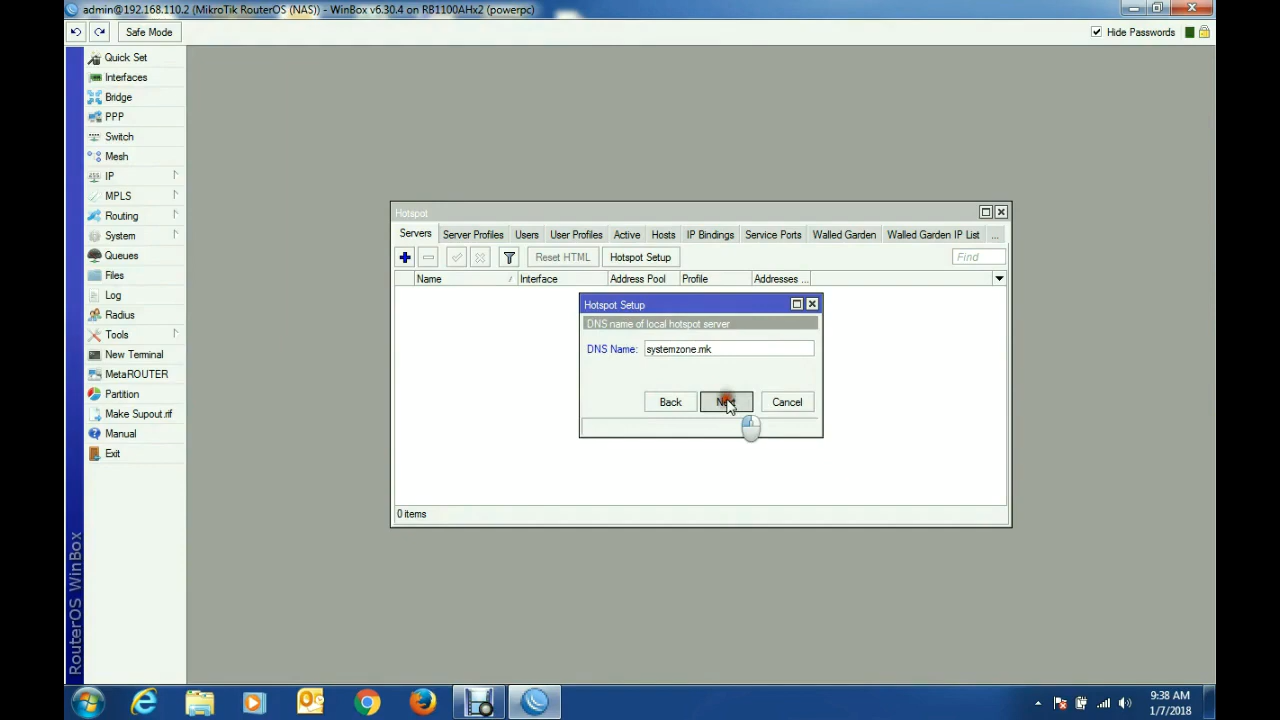 admin@192.168.110.2 (MikroTik RouterOS (NAS)) - WinBox v6.30.4 on RB1100AHx2 (powerpc)
Safe Mode
Hide Passwords
Quick Set
Interfaces
Bridge
PPP
Switch
Mesh
IP
MPLS
Routing
System
Queues
Files
Log
Radius
Tools
New Terminal
MetaROUTER
Partition
Make Supout.rif
Manual
Exit
RouterOS WinBox
Hotspot
Servers Server Profiles Users User Profiles Active Hosts IP Bindings Service Ports Walled Garden Walled Garden IP List ...
Reset HTML Hotspot Setup Find
Name Interface Address Pool Profile Addresses ...
Hotspot Setup
DNS name of local hotspot server
DNS Name: systemzone.mk
Back Cancel
0 items
9:38 AM
1/7/2018